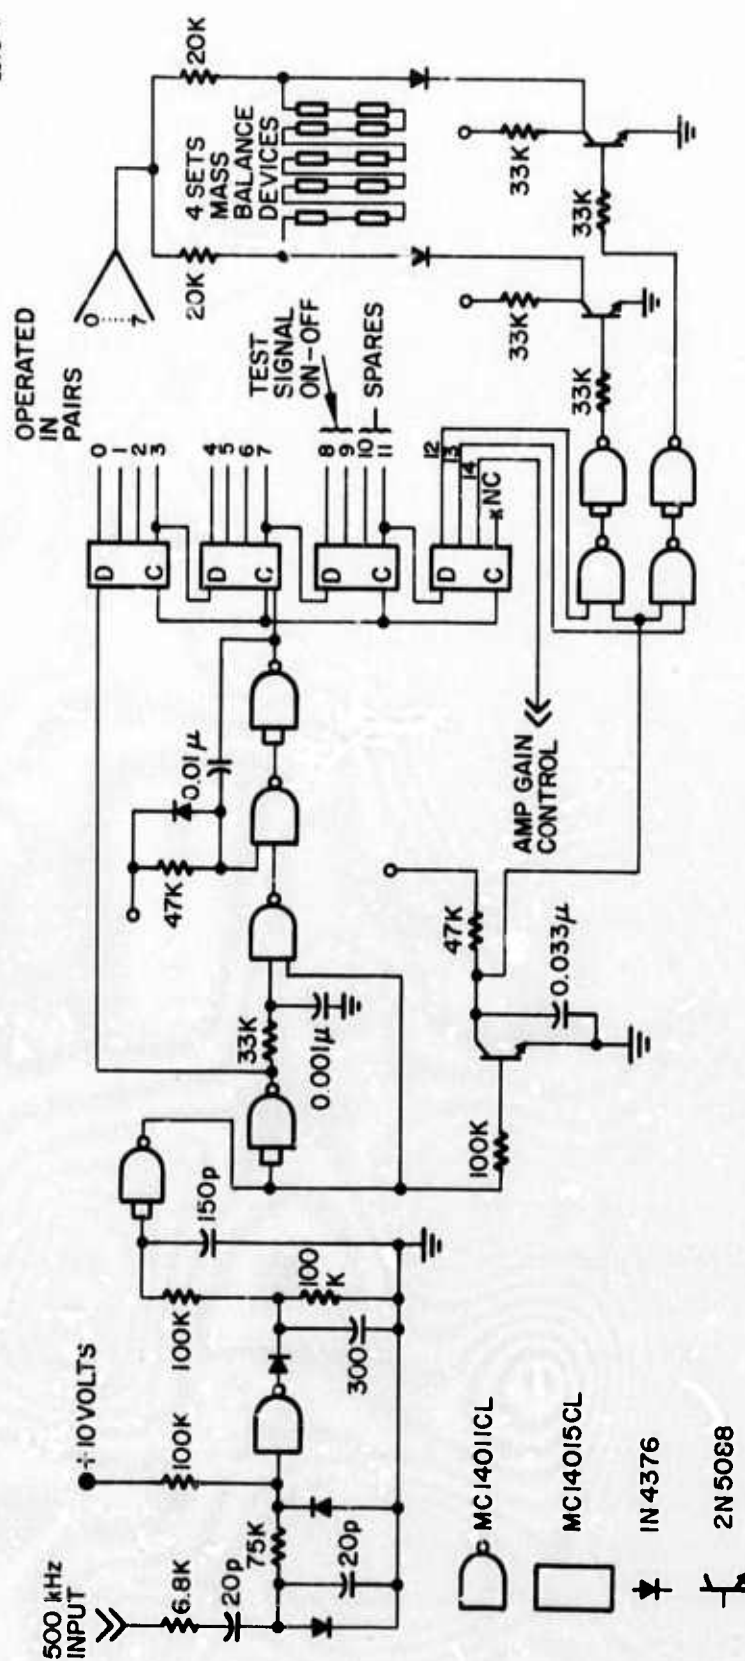 500 kHz
INPUT
6.8K
20p
75K
20p
÷10VOLTS
100K
100K
300
100
K
150p
33K
0.001µ
100K
47K
0.033µ
47K
0.01µ
D
C
D
C
D
C
D
C
OPERATED
IN
PAIRS
0
1
2
3
4
5
6
7
8
9
10
11
12
13
14
NC
TEST
SIGNAL
ON-OFF
SPARES
AMP GAIN
CONTROL
0
7
20K
20K
4 SETS
MASS
BALANCE
DEVICES
33K
33K
33K
33K
MC14011CL
MC14015CL
IN4376
2N5088